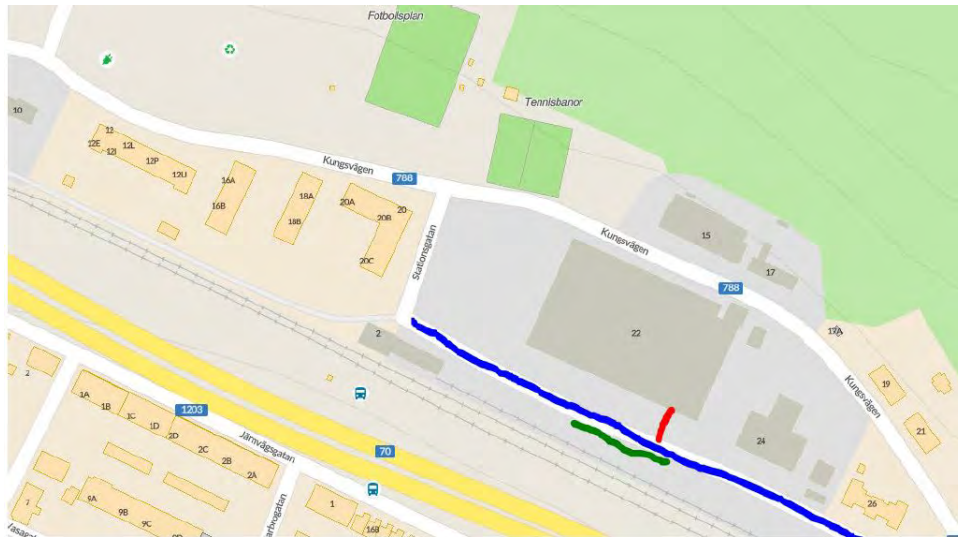 Fotbollsplan
Tennisbanor
10
12
12E
12I
12L
12P
12U
Kungsvägen
788
16A
16B
18A
18B
20A
20
20B
20C
Stationsgatan
Kungsvägen
15
17
788
22
17A
2
Kungsvägen
19
21
24
26
2
1A
1B
1C
1D
2D
2C
2B
2A
1203
Järnvägsgatan
70
9A
9B
9C
1
16B